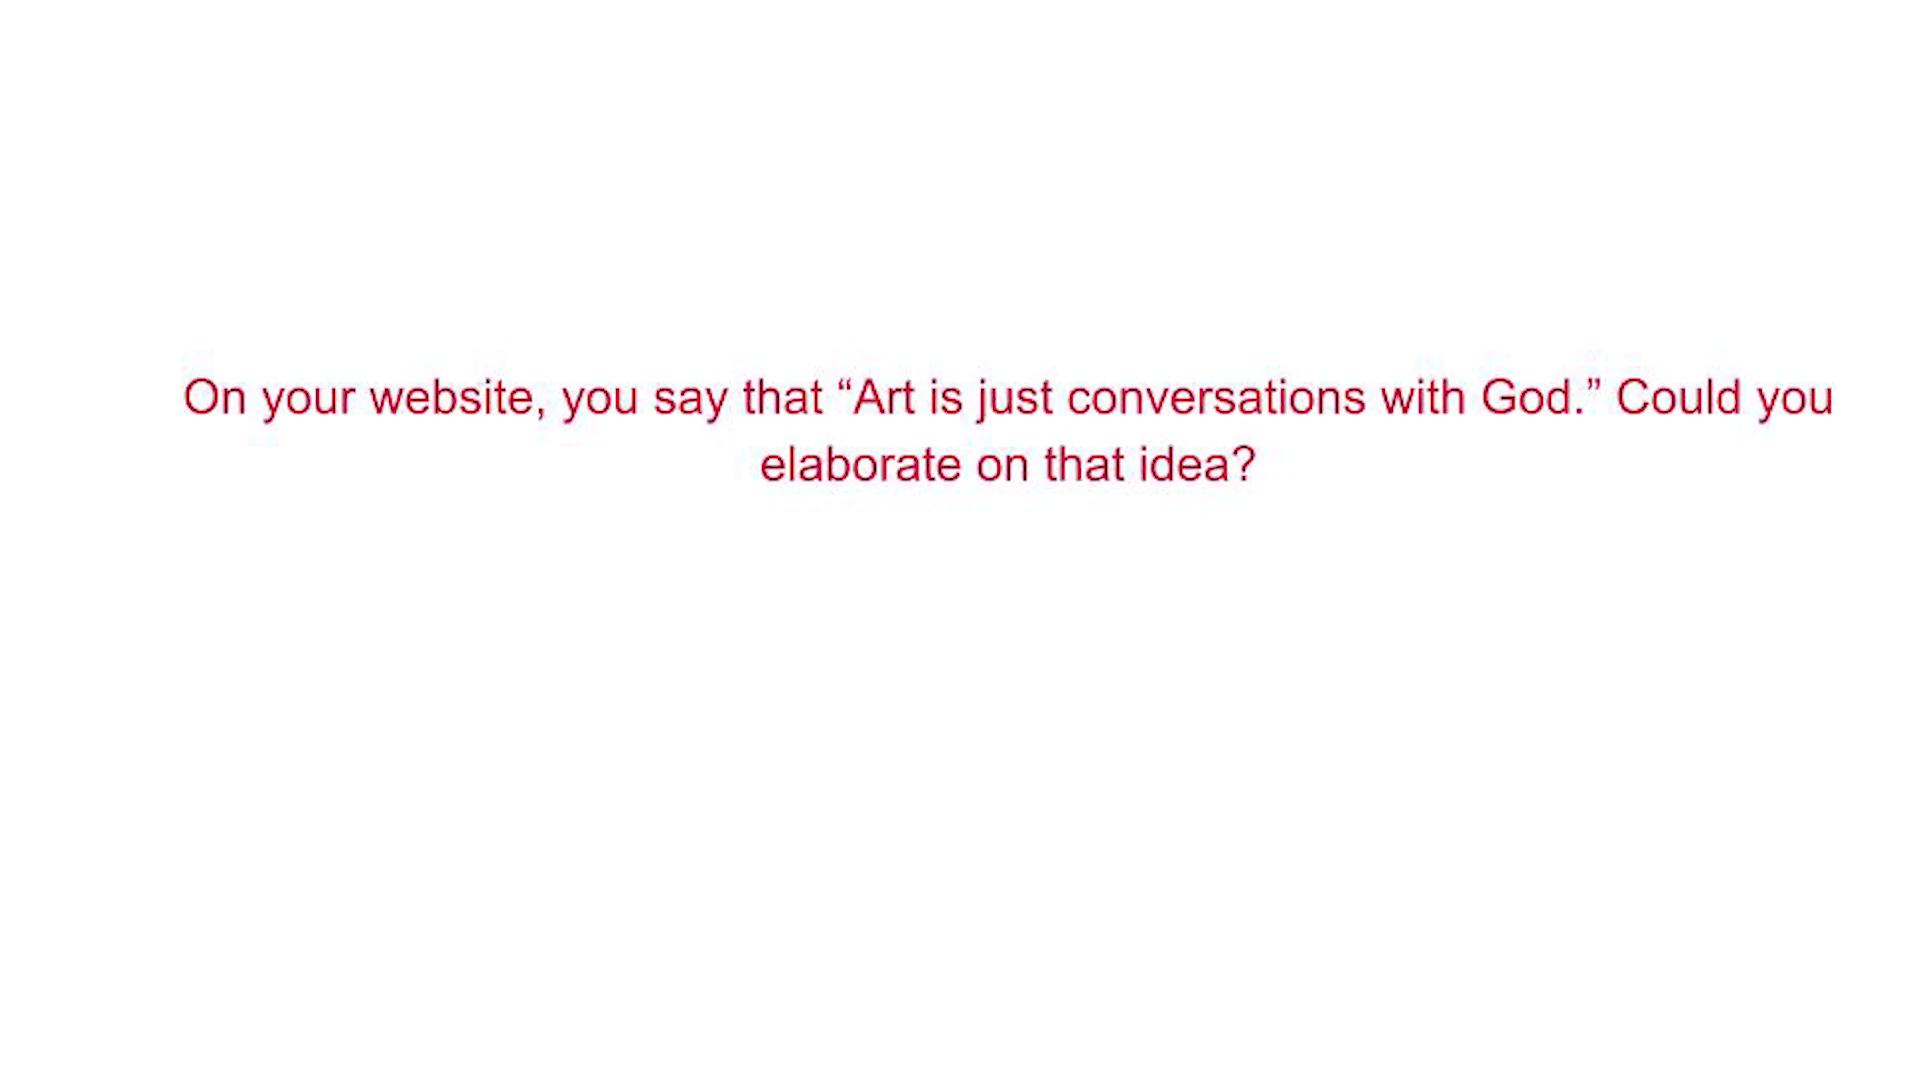 On your website, you say that “Art is just conversations with God.” Could you
elaborate on that idea?